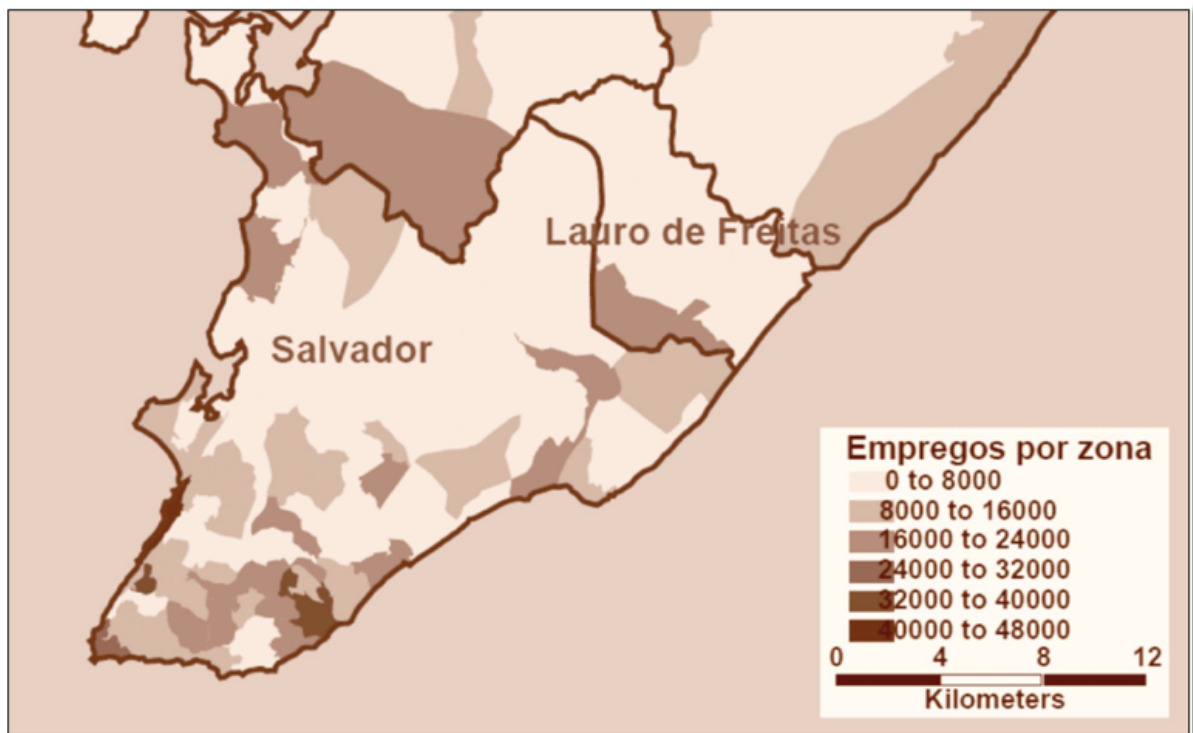 Lauro de Freitas
Salvador
Empregos por zona
0 to 8000
8000 to 16000
16000 to 24000
24000 to 32000
32000 to 40000
40000 to 48000
0 4 8 12
Kilometers